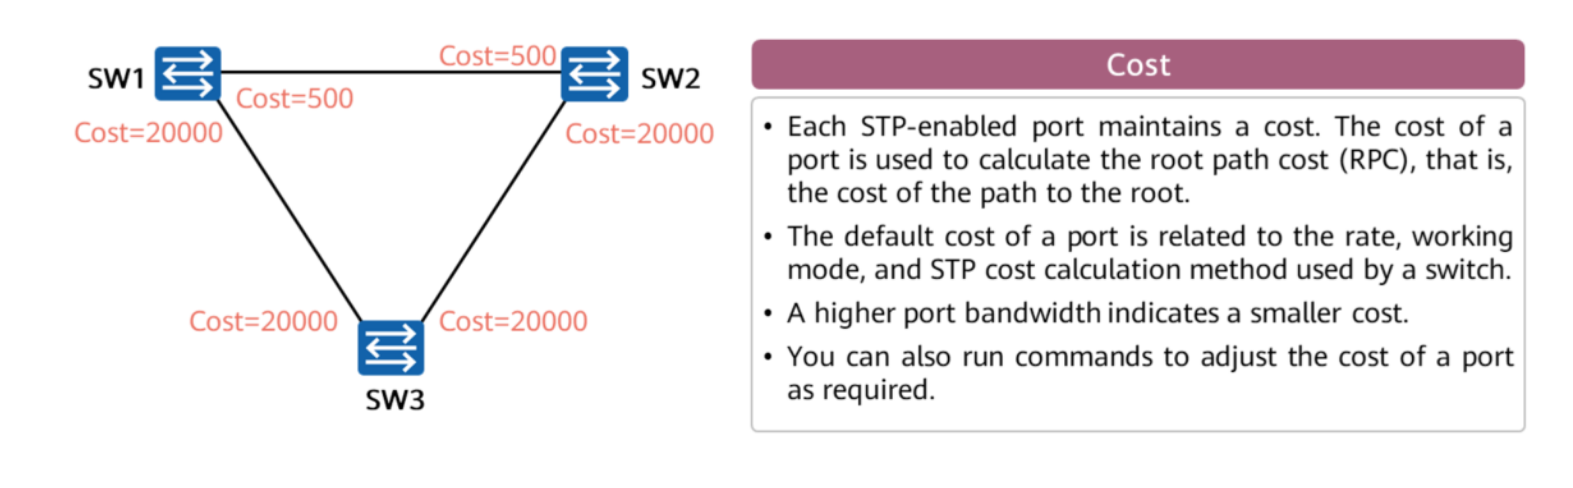 Cost=500
SW1
SW2
Cost=500
Cost=20000
Cost=20000
Cost=20000
Cost=20000
SW3
Cost
• Each STP-enabled port maintains a cost. The cost of a
port is used to calculate the root path cost (RPC), that is,
the cost of the path to the root.
• The default cost of a port is related to the rate, working
mode, and STP cost calculation method used by a switch.
• A higher port bandwidth indicates a smaller cost.
• You can also run commands to adjust the cost of a port
as required.